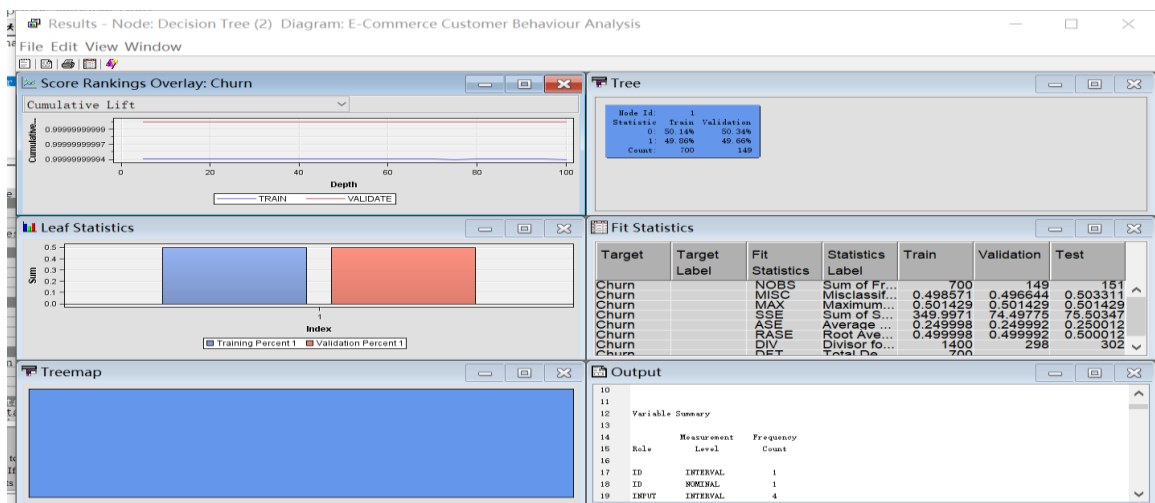 Results - Node: Decision Tree (2) Diagram: E-Commerce Customer Behaviour Analysis
File Edit View Window
Score Rankings Overlay: Churn
Cumulative Lift
Cumulative...
0.99999999999
0.99999999997
0.99999999994
0 20 40 60 80 100
Depth
TRAIN VALIDATE
Tree
Node Id: 1
Statistic Train Validation
0: 50.14% 50.34%
1: 49.86% 49.66%
Count: 700 149
Leaf Statistics
Sum
0.5
0.4
0.3
0.2
0.1
0.0
1
Index
Training Percent 1 Validation Percent 1
Fit Statistics
Target Target Label Fit Statistics Statistics Label Train Validation Test
Churn NOBS Sum of Fr... 700 149 151
Churn MISC Misclassif... 0.498571 0.496644 0.503311
Churn MAX Maximum... 0.501429 0.501429 0.501429
Churn SSE Sum of S... 349.9971 74.49775 75.50347
Churn ASE Average ... 0.249998 0.249992 0.250012
Churn RASE Root Ave... 0.499998 0.499992 0.500012
Churn DIV Divisor fo... 1400 298 302
Churn DFT Total De... 700
Treemap
Output
10
11
12 Variable Summary
13
14 Measurement Frequency
15 Role Level Count
16
17 ID INTERVAL 1
18 ID NOMINAL 1
19 INPUT INTERVAL 4